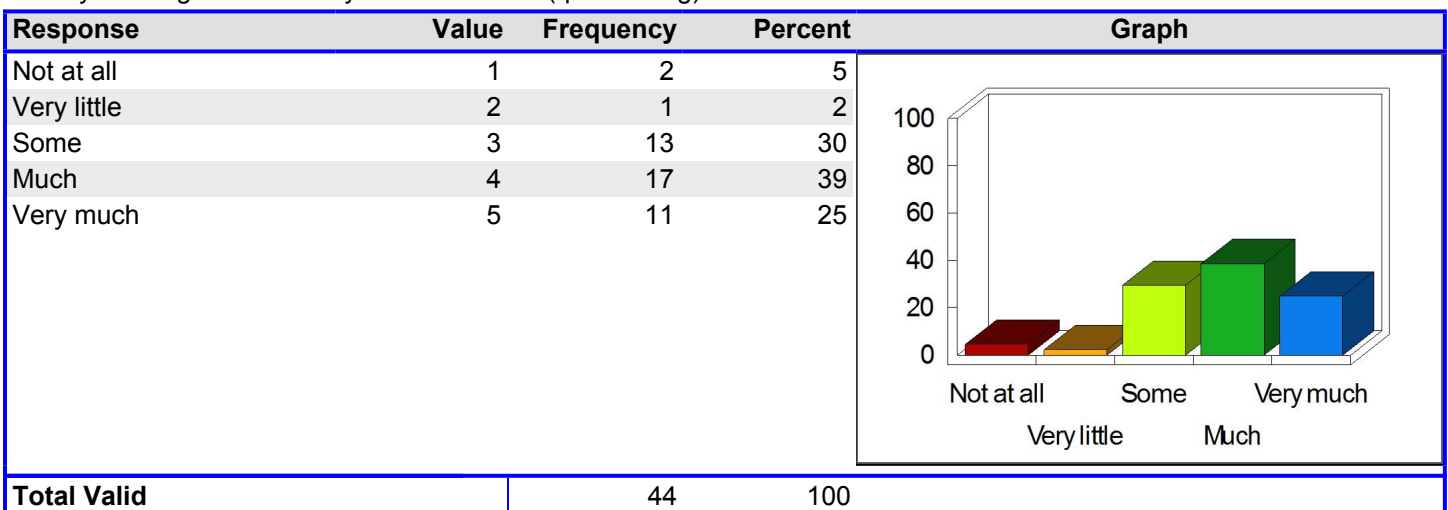 Response Value Frequency Percent Graph
Not at all 1 2 5
Very little 2 1 2
Some 3 13 30
Much 4 17 39
Very much 5 11 25
100
80
60
40
20
0
Not at all Some Very much
Very little Much
Total Valid 44 100